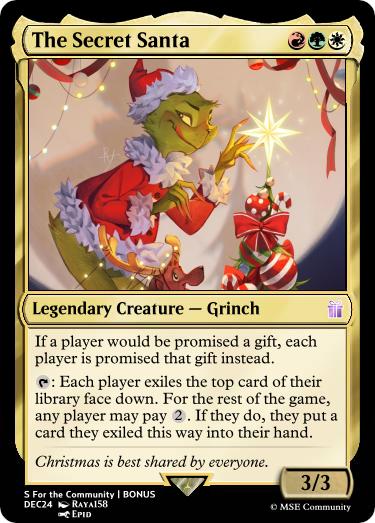 The Secret Santa
Legendary Creature — Grinch
If a player would be promised a gift, each
player is promised that gift instead.
: Each player exiles the top card of their
library face down. For the rest of the game,
any player may pay 2. If they do, they put a
card they exiled this way into their hand.
Christmas is best shared by everyone.
3/3
S For the Community | BONUS
DEC24 Raya158
Epid
© MSE Community